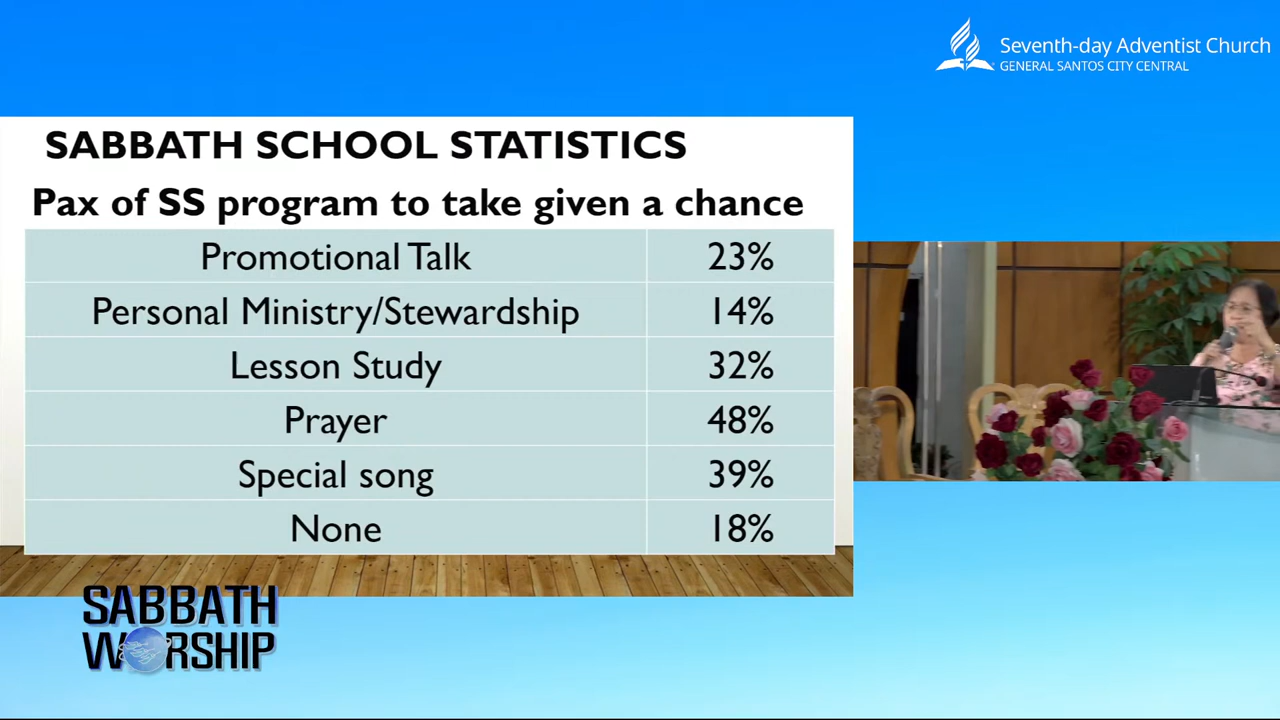 Seventh-day Adventist Church
GENERAL SANTOS CITY CENTRAL
SABBATH SCHOOL STATISTICS
Pax of SS program to take given a chance
Promotional Talk 23%
Personal Ministry/Stewardship 14%
Lesson Study 32%
Prayer 48%
Special song 39%
None 18%
SABBATH
WORSHIP